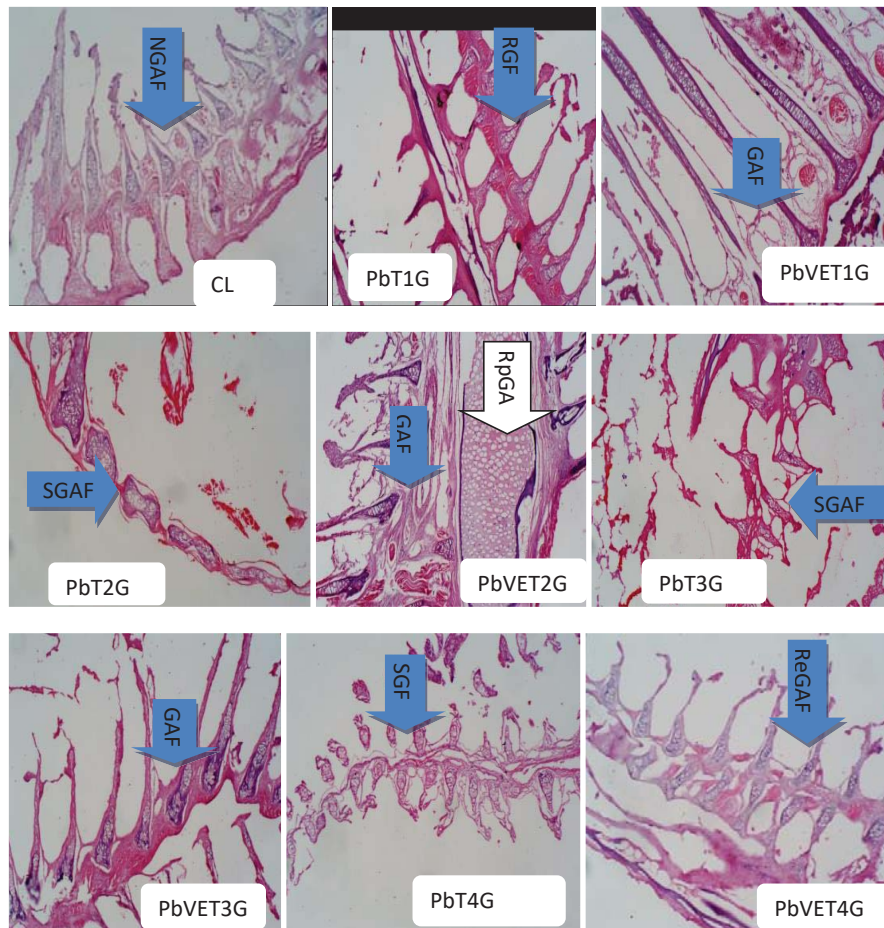 NGAF
CL
RGF
PbT1G
GAF
PbVET1G
SGAF
PbT2G
GAF
RpGA
PbVET2G
SGAF
PbT3G
GAF
PbVET3G
SGF
PbT4G
ReGAF
PbVET4G